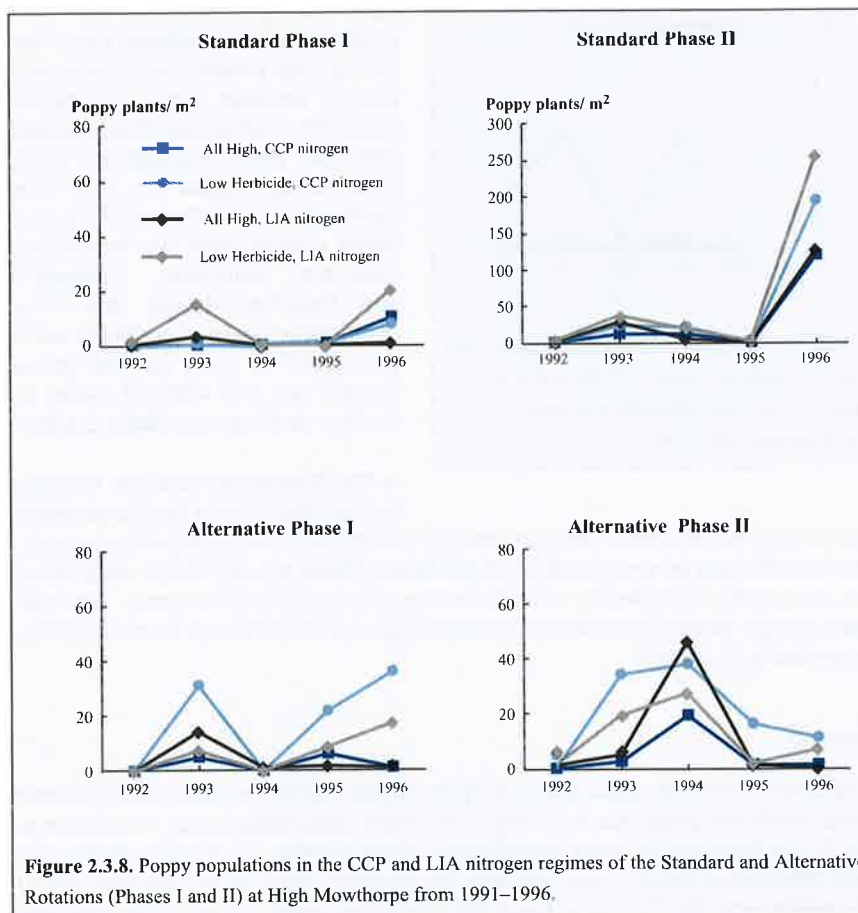 Standard Phase I
Poppy plants/ m²
80
60
40
20
0
All High, CCP nitrogen
Low Herbicide, CCP nitrogen
All High, LIA nitrogen
Low Herbicide, LIA nitrogen
1992 1993 1994 1995 1996
Standard Phase II
Poppy plants/ m²
300
250
200
150
100
50
0
1992 1993 1994 1995 1996
Alternative Phase I
80
60
40
20
0
1992 1993 1994 1995 1996
Alternative Phase II
80
60
40
20
0
1992 1993 1994 1995 1996
Figure 2.3.8. Poppy populations in the CCP and LIA nitrogen regimes of the Standard and Alternative
Rotations (Phases I and II) at High Mowthorpe from 1991–1996.